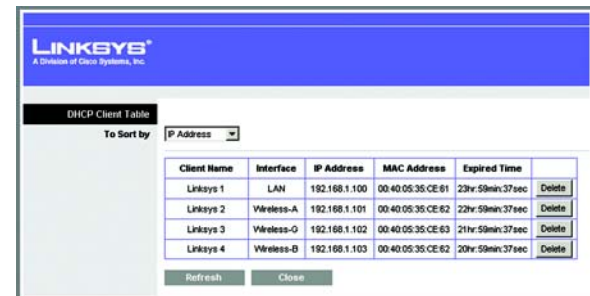 LINKSYS®
A Division of Cisco Systems, Inc.
DHCP Client Table
To Sort by IP Address
Client Name Interface IP Address MAC Address Expired Time
Linksys 1 LAN 192.168.1.100 00:40:05:35:CE:61 23hr:59min:37sec Delete
Linksys 2 Wireless-A 192.168.1.101 00:40:05:35:CE:62 22hr:59min:37sec Delete
Linksys 3 Wireless-G 192.168.1.102 00:40:05:35:CE:63 21hr:59min:37sec Delete
Linksys 4 Wireless-B 192.168.1.103 00:40:05:35:CE:62 20hr:59min:37sec Delete
Refresh Close